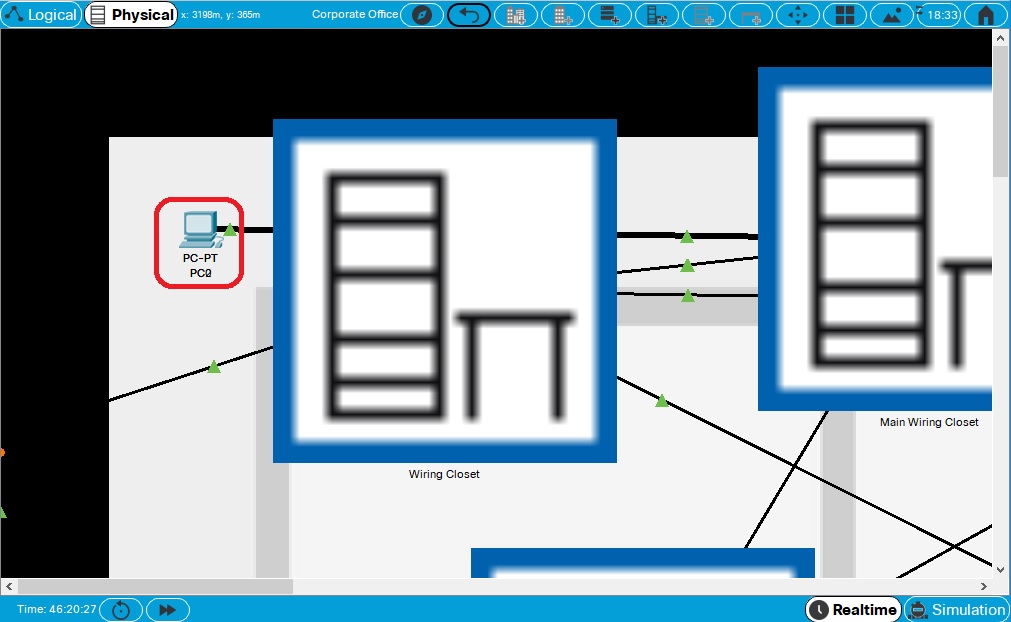 Logical
Physical
x: 3198m, y: 365m
Corporate Office
18:33
PC-PT
PC2
Wiring Closet
Main Wiring Closet
Time: 46:20:27
Realtime
Simulation